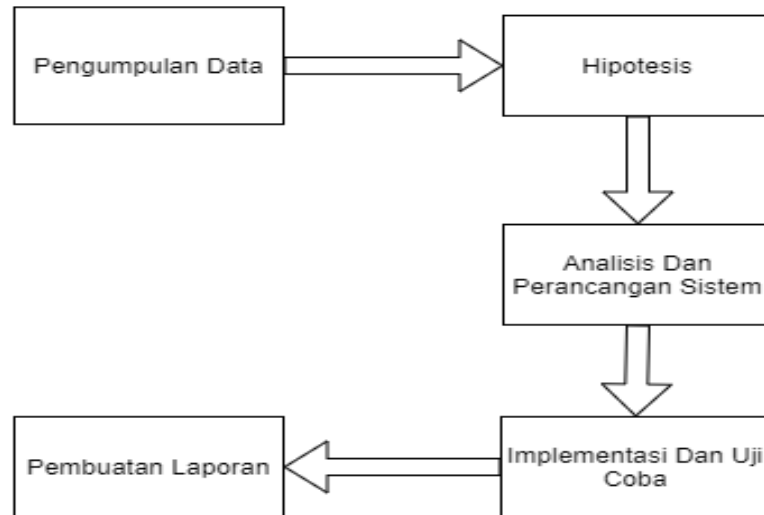 Pengumpulan Data
Hipotesis
Analisis Dan
Perancangan Sistem
Implementasi Dan Uji
Coba
Pembuatan Laporan